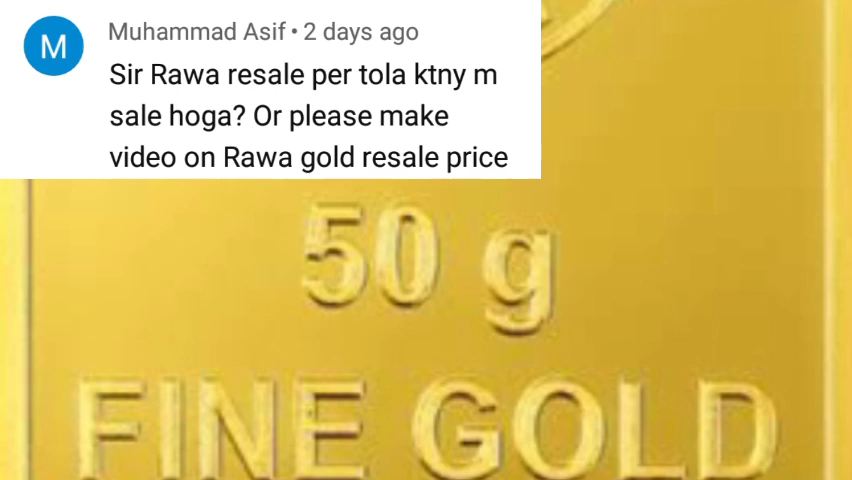 M
Muhammad Asif • 2 days ago
Sir Rawa resale per tola ktny m
sale hoga? Or please make
video on Rawa gold resale price
50 g
FINE GOLD